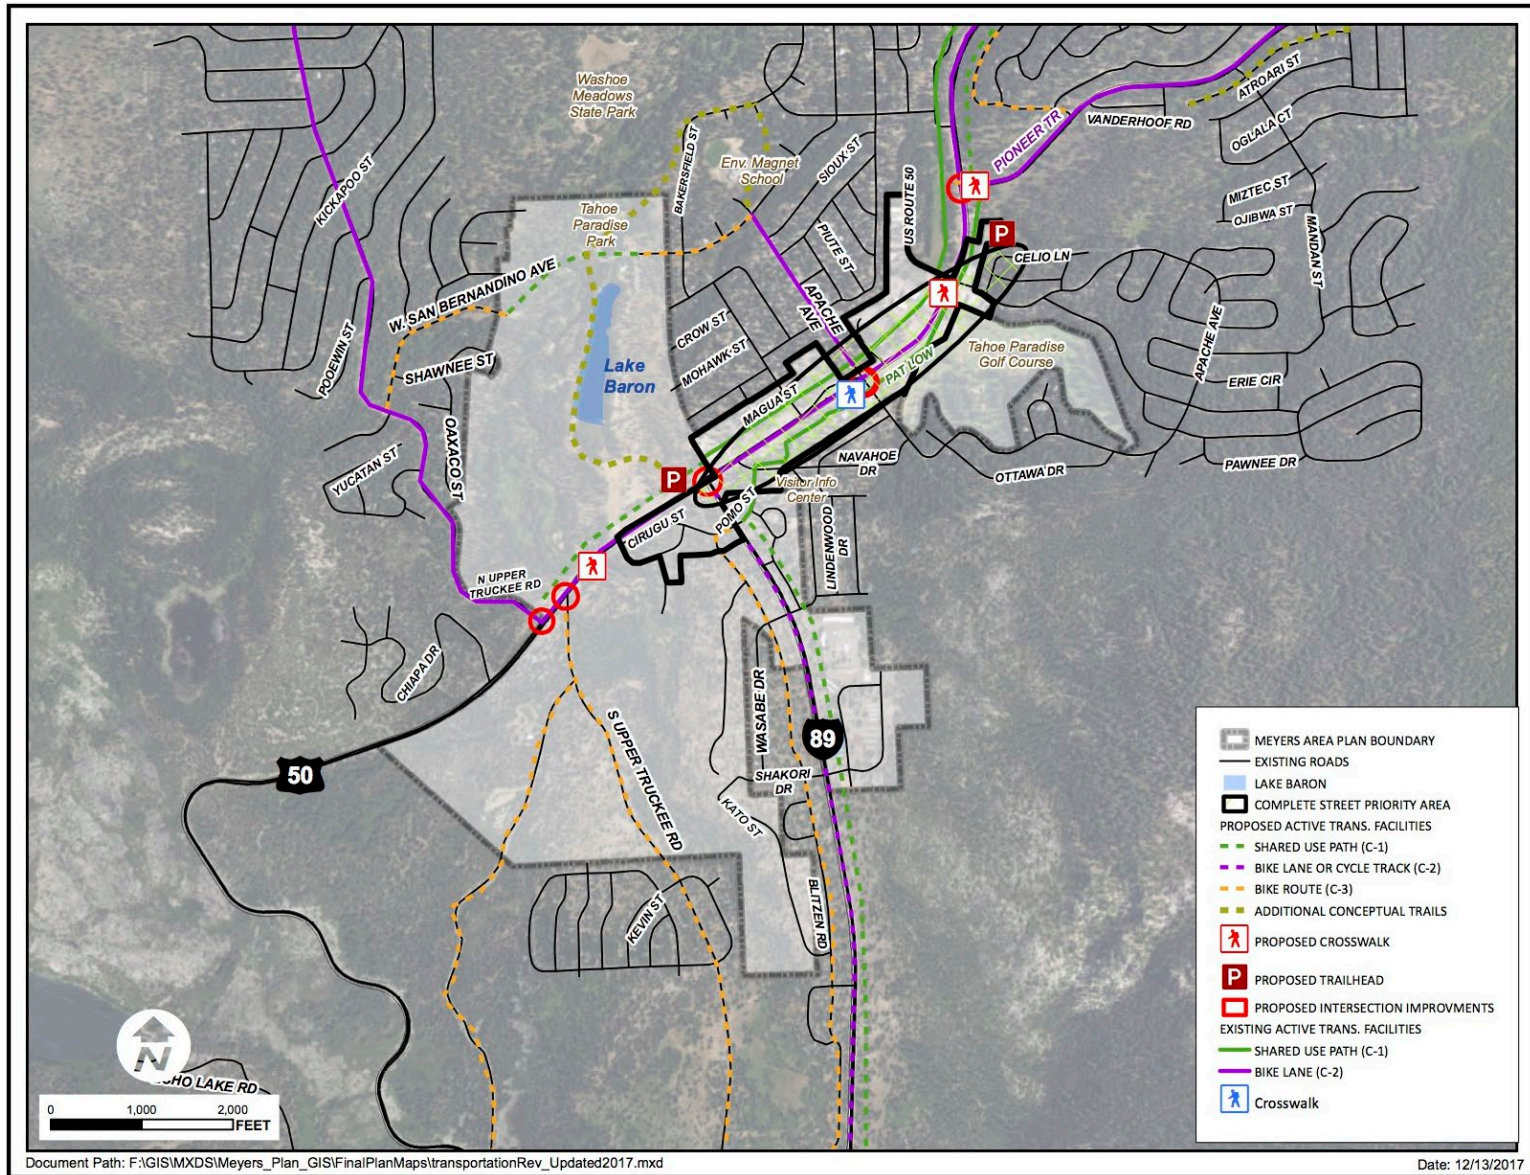 Washoe
Meadows
State Park
BAKERSFIELD ST
Env. Magnet
School
SIOUX ST
US ROUTE 50
PIONEER TR
VANDERHOOF RD
ATROARI ST
OGLALA CT
MIZTEC ST
OJIBWA ST
MANDAN ST
KICKAPOO ST
Tahoe
Paradise
Park
PIUTE ST
P
CELIO LN
W. SAN BERNANDINO AVE
APACHE
AVE
CROW ST
MOHAWK ST
Lake
Baron
POOEWIN ST
SHAWNEE ST
OAXACO ST
YUCATAN ST
MAGUA ST
PAT LOW
Tahoe Paradise
Golf Course
APACHE AVE
ERIE CIR
PAWNEE DR
OTTAWA DR
NAVAHOE
DR
P
Visitor Info
Center
POMO ST
CIRUGU ST
LINDENWOOD
DR
N UPPER
TRUCKEE RD
CHIAPA DR
50
S UPPER TRUCKEE RD
WASABE DR
89
SHAKORI
DR
KATO ST
BLITZEN RD
KEVIN ST
N
HO LAKE RD
0 1,000 2,000
FEET
MEYERS AREA PLAN BOUNDARY
EXISTING ROADS
LAKE BARON
COMPLETE STREET PRIORITY AREA
PROPOSED ACTIVE TRANS. FACILITIES
SHARED USE PATH (C-1)
BIKE LANE OR CYCLE TRACK (C-2)
BIKE ROUTE (C-3)
ADDITIONAL CONCEPTUAL TRAILS
PROPOSED CROSSWALK
P PROPOSED TRAILHEAD
PROPOSED INTERSECTION IMPROVMENTS
EXISTING ACTIVE TRANS. FACILITIES
SHARED USE PATH (C-1)
BIKE LANE (C-2)
Crosswalk
Document Path: F:\GIS\MXDS\Meyers_Plan_GIS\FinalPlanMaps\transportationRev_Updated2017.mxd
Date: 12/13/2017